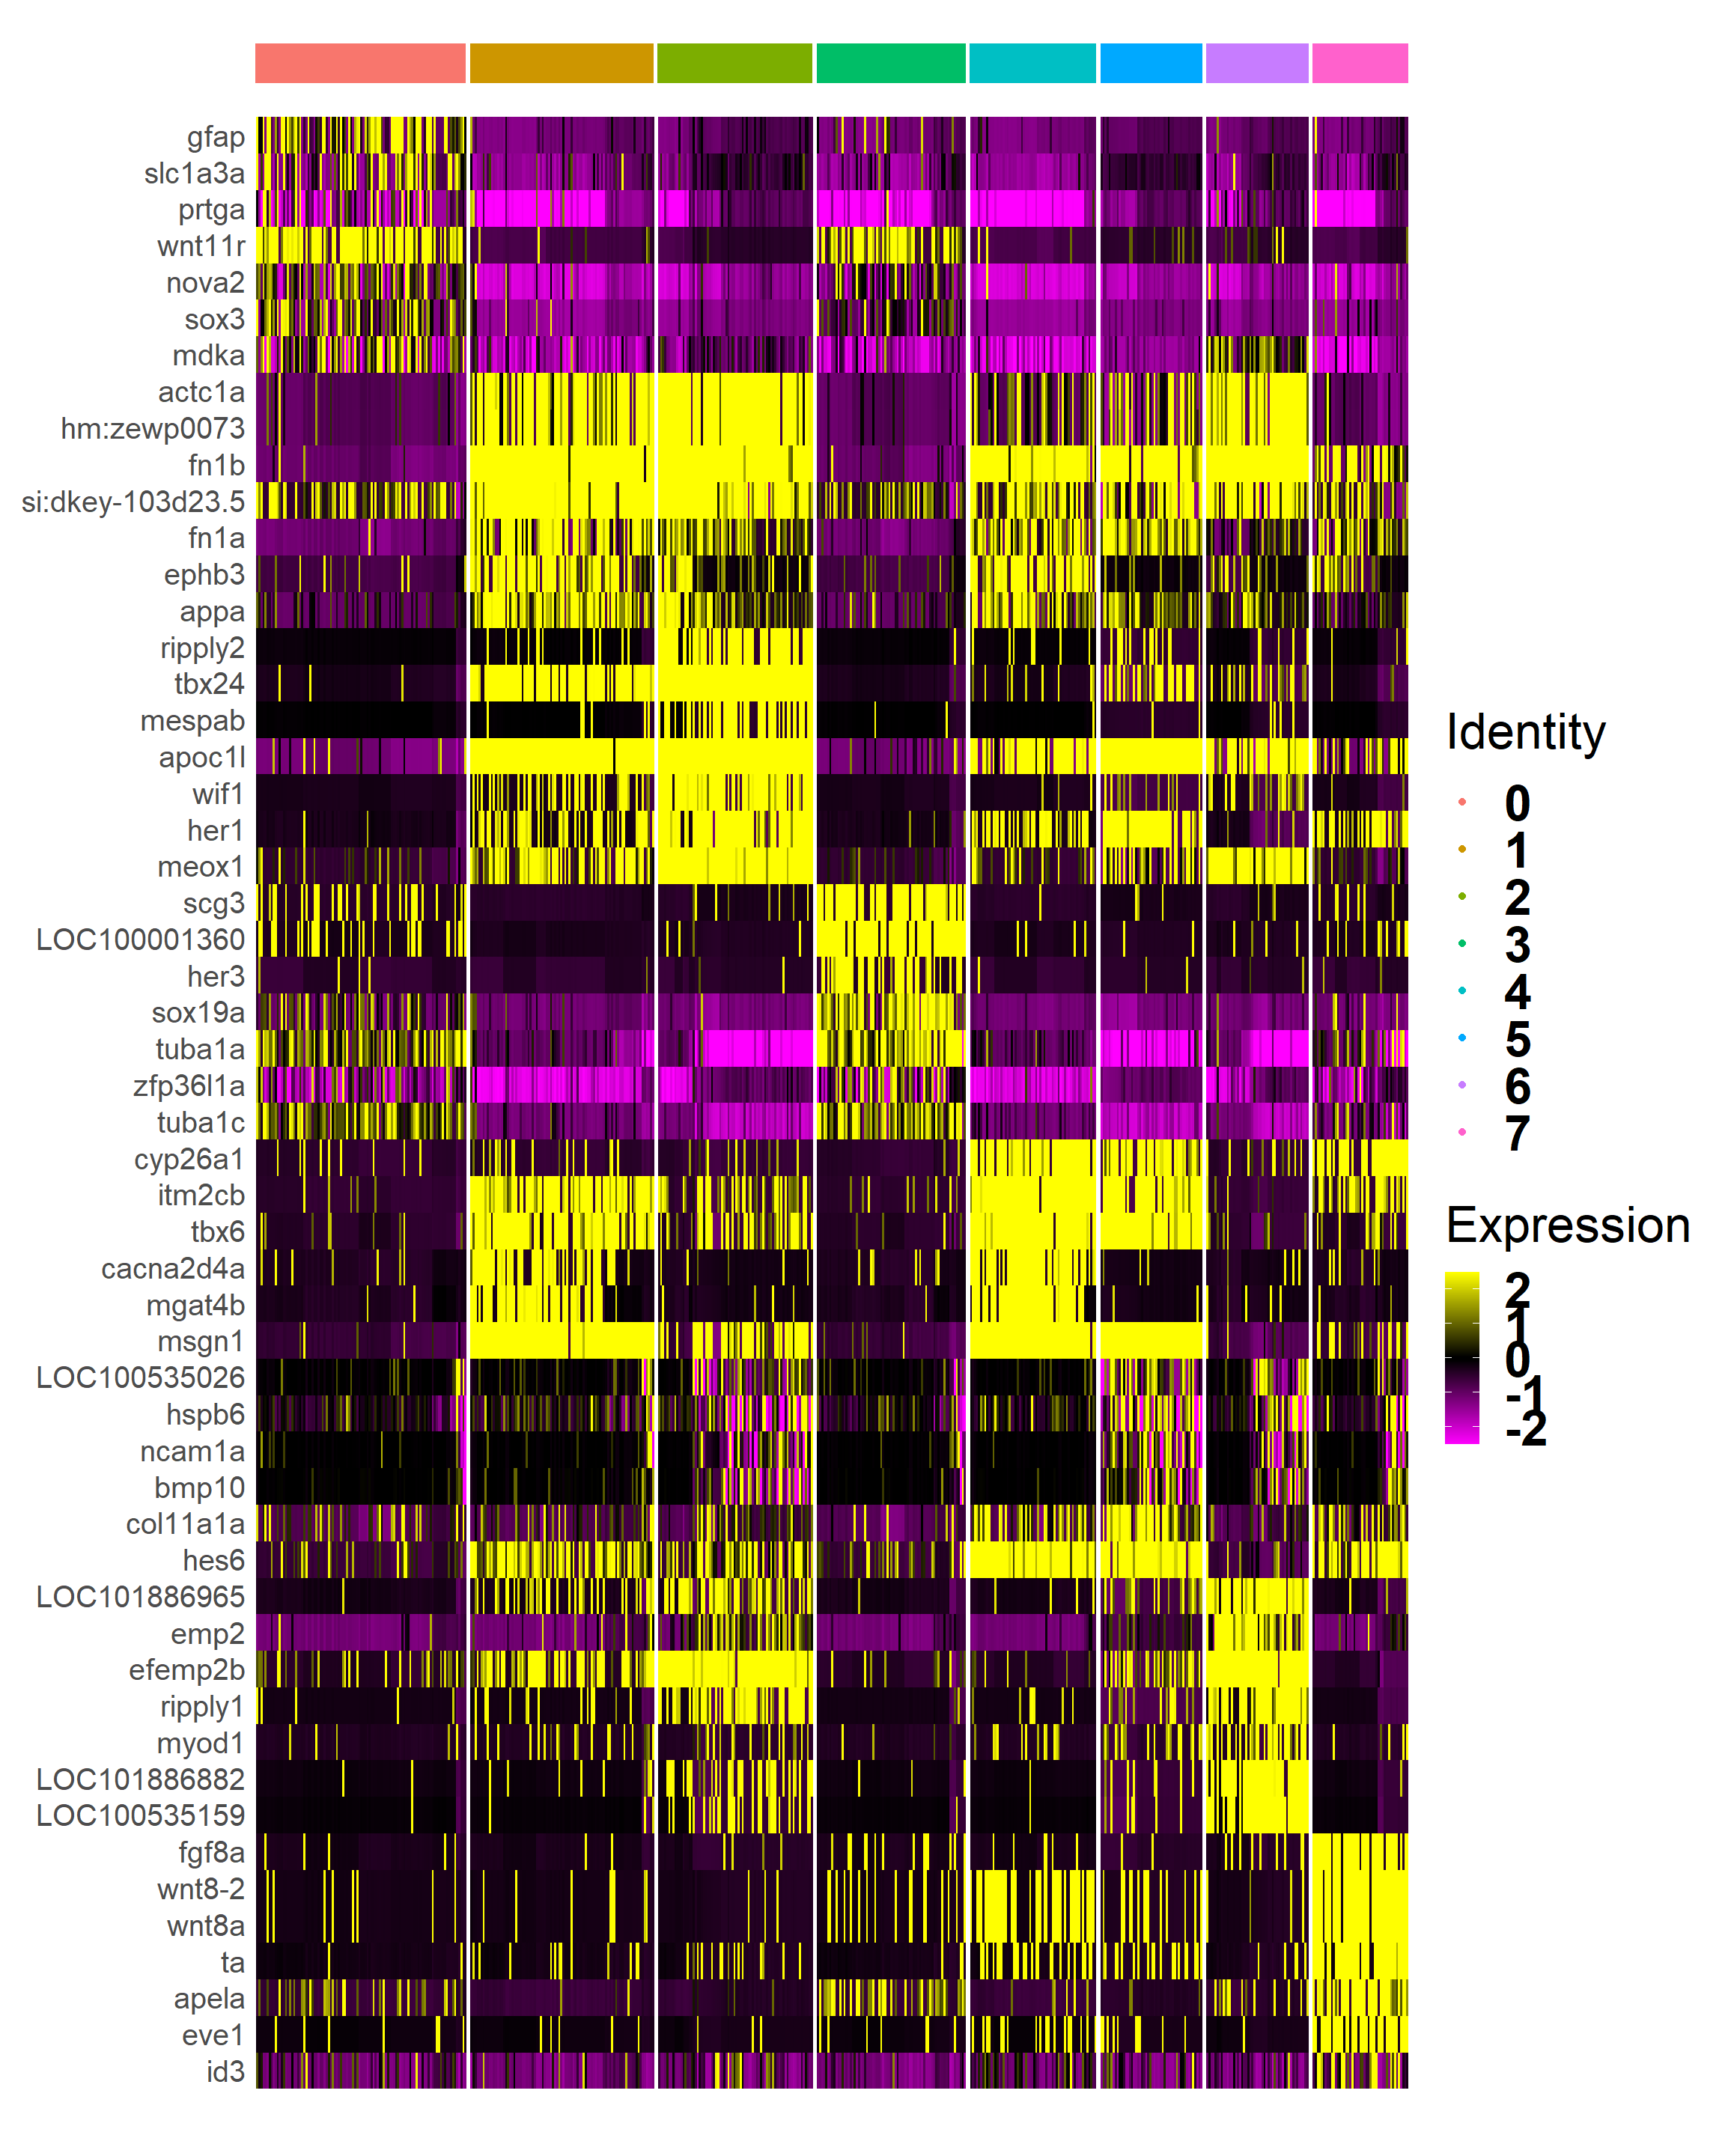 gfap
slc1a3a
prtga
wnt11r
nova2
sox3
mdka
actc1a
hm:zewp0073
fn1b
si:dkey-103d23.5
fn1a
ephb3
appa
ripply2
tbx24
mespab
apoc1l
wif1
her1
meox1
scg3
LOC100001360
her3
sox19a
tuba1a
zfp36l1a
tuba1c
cyp26a1
itm2cb
tbx6
cacna2d4a
mgat4b
msgn1
LOC100535026
hspb6
ncam1a
bmp10
col11a1a
hes6
LOC101886965
emp2
efemp2b
ripply1
myod1
LOC101886882
LOC100535159
fgf8a
wnt8-2
wnt8a
ta
apela
eve1
id3
Identity
0
1
2
3
4
5
6
7
Expression
2
1
0
-1
-2